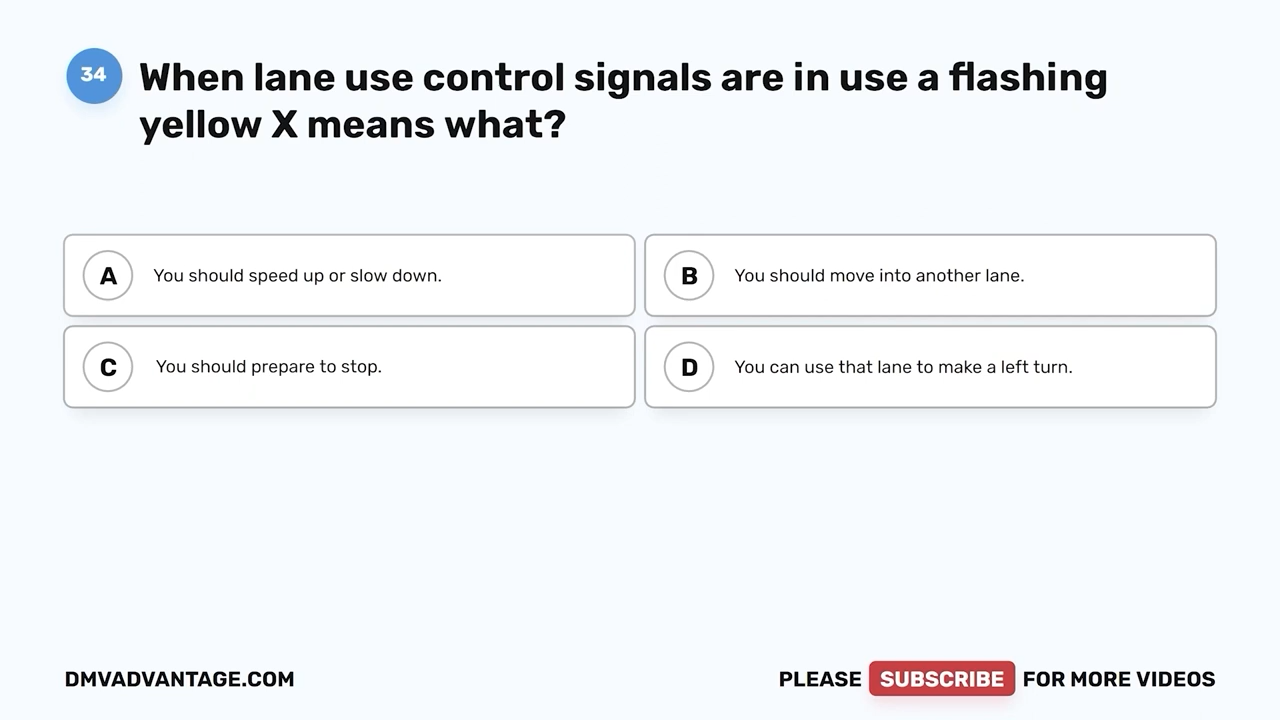 34
When lane use control signals are in use a flashing
yellow X means what?
A You should speed up or slow down.
B You should move into another lane.
C You should prepare to stop.
D You can use that lane to make a left turn.
DMVADVANTAGE.COM
PLEASE SUBSCRIBE FOR MORE VIDEOS